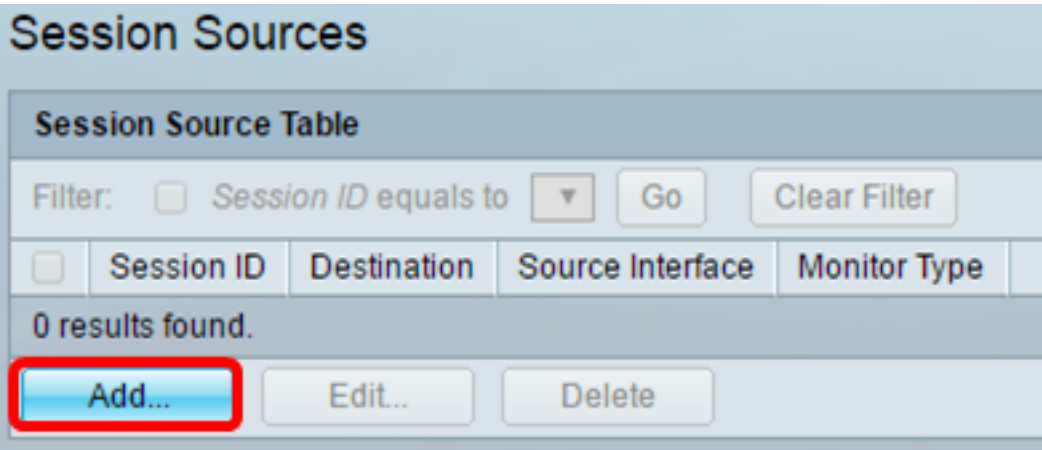 Session Sources
Session Source Table
Filter: Session ID equals to Go Clear Filter
Session ID Destination Source Interface Monitor Type
0 results found.
Add... Edit... Delete